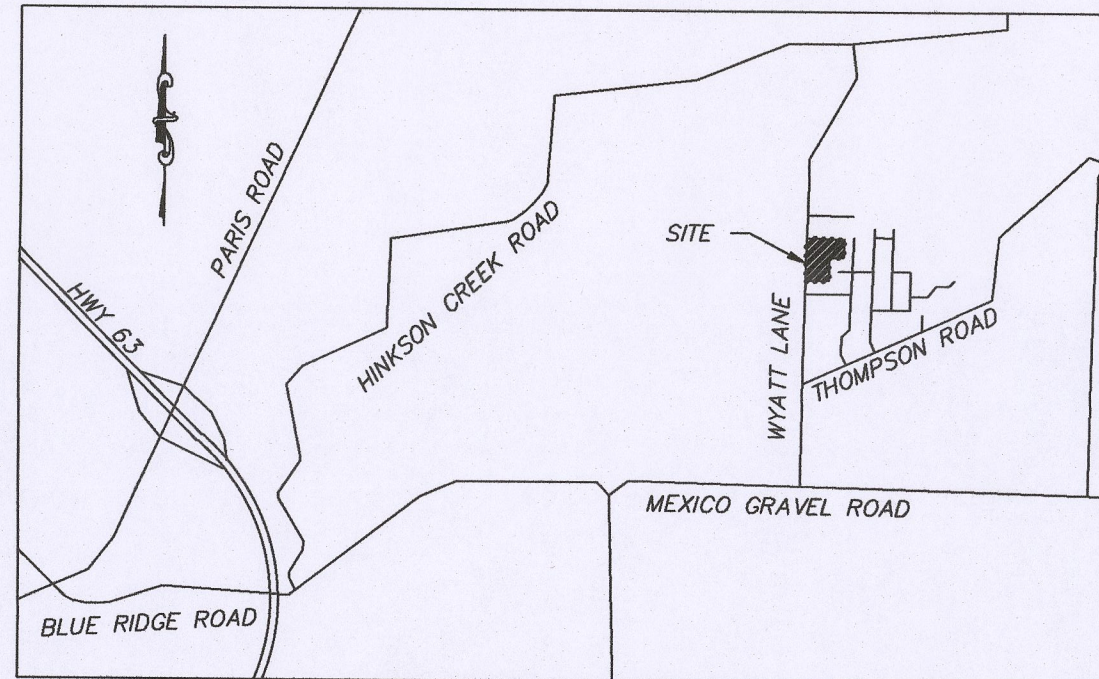 PARIS ROAD
HWY 63
HINKSON CREEK ROAD
SITE
WYATT LANE
THOMPSON ROAD
MEXICO GRAVEL ROAD
BLUE RIDGE ROAD